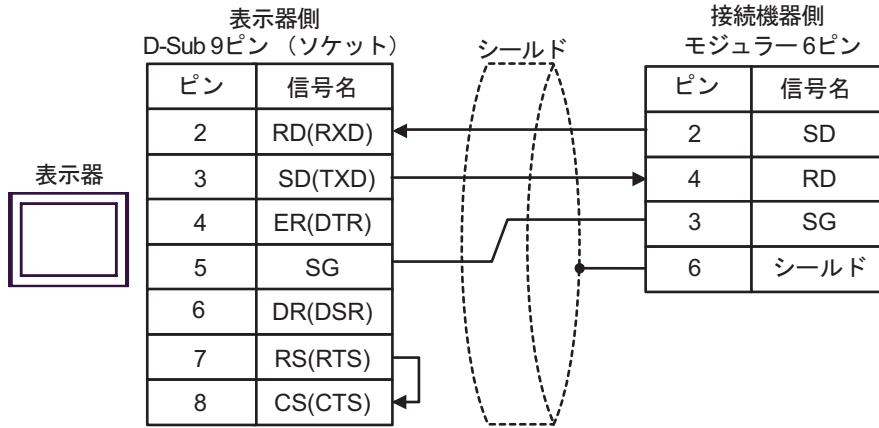 表示器側
D-Sub 9ピン （ソケット）
シールド
接続機器側
モジュラー 6ピン
ピン 信号名
2 RD(RXD)
3 SD(TXD)
4 ER(DTR)
5 SG
6 DR(DSR)
7 RS(RTS)
8 CS(CTS)
表示器
ピン 信号名
2 SD
4 RD
3 SG
6 シールド